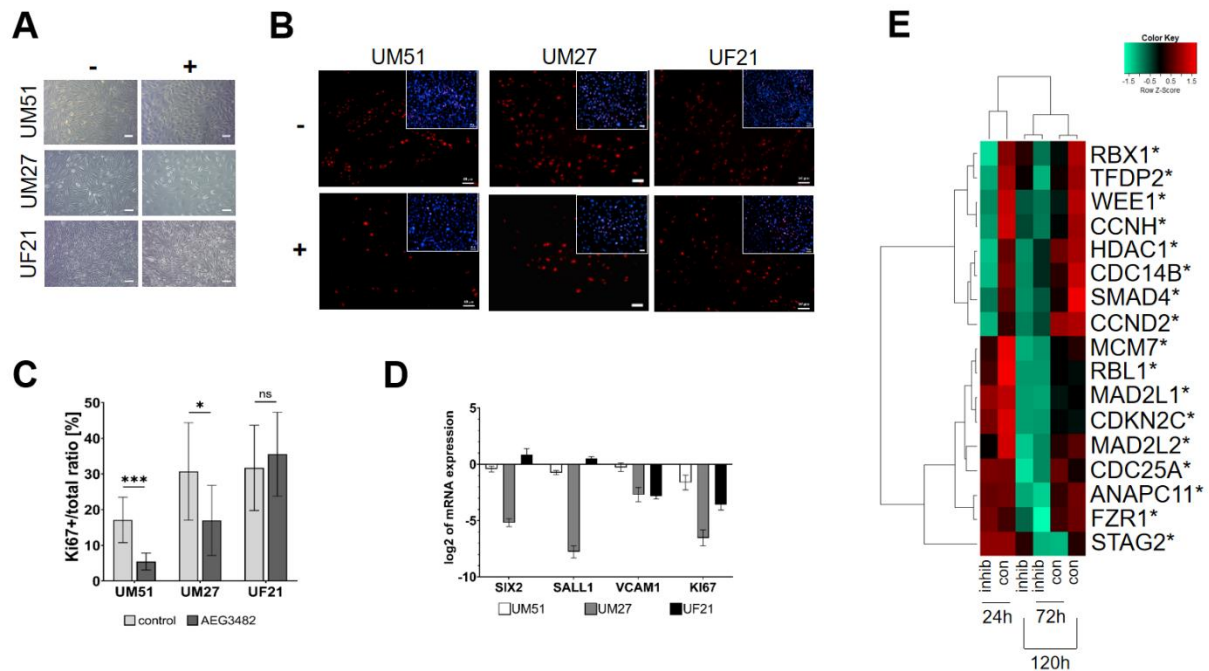 A
- +
UM51
UM27
UF21
B
UM51 UM27 UF21
-
+
C
Ki67+/total ratio [%]
50
40
30
20
10
0
*** * ns
UM51 UM27 UF21
control AEG3482
D
log2 of mRNA expression
5
0
-5
-10
SIX2 SALL1 VCAM1 KI67
UM51 UM27 UF21
E
Color Key
-1.5 -0.5 0.5 1.5
Row Z-Score
RBX1*
TFDP2*
WEE1*
CCNH*
HDAC1*
CDC14B*
SMAD4*
CCND2*
MCM7*
RBL1*
MAD2L1*
CDKN2C*
MAD2L2*
CDC25A*
ANAPC11*
FZR1*
STAG2*
inhib con inhib inhib con con
24h 72h
120h